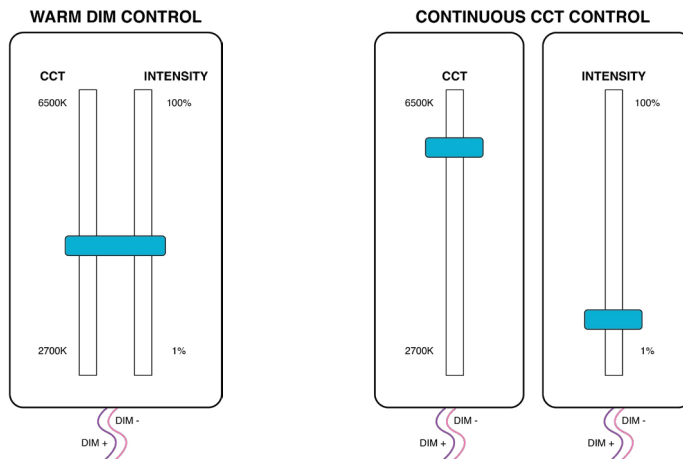 WARM DIM CONTROL
CCT INTENSITY
6500K 100%
2700K 1%
DIM -
DIM +
CONTINUOUS CCT CONTROL
CCT
6500K
2700K
DIM -
DIM +
INTENSITY
100%
1%
DIM -
DIM +